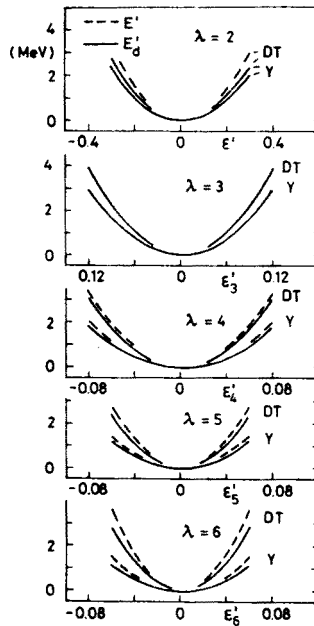 (MeV)
4
2
0
--- E'
— E'd
λ = 2
DT
Y
-0.4 0 ε' 0.4
4
2
0
λ = 3
DT
Y
0.12 0 ε'3 0.12
2
0
λ = 4
DT
Y
-0.08 0 ε'4 0.08
2
0
λ = 5
DT
Y
-0.08 0 ε'5 0.08
2
0
λ = 6
DT
Y
-0.08 0 ε'6 0.08